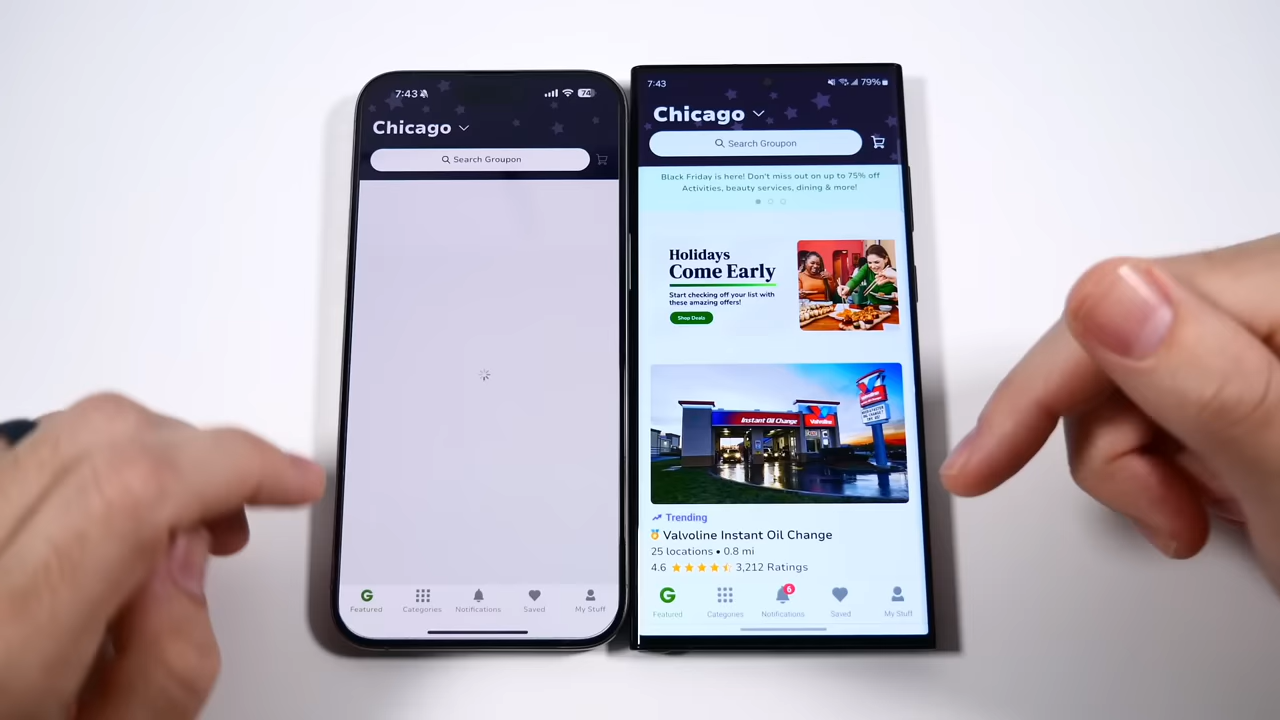 7:43
74
Chicago
Search Groupon
Featured
Categories
Notifications
Saved
My Stuff
7:43
79%
Chicago
Search Groupon
Black Friday is here! Don't miss out on up to 75% off
Activities, beauty services, dining & more!
Holidays
Come Early
Start checking off your list with
these amazing offers!
Shop Deals
Instant Oil Change
Valvoline
Trending
Valvoline Instant Oil Change
25 locations • 0.8 mi
4.6
3,212 Ratings
6
Featured
Categories
Notifications
Saved
My Stuff